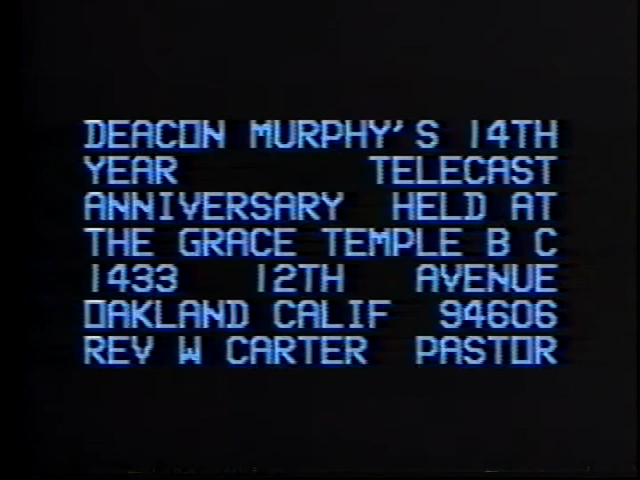 DEACON MURPHY'S 14TH
YEAR TELECAST
ANNIVERSARY HELD AT
THE GRACE TEMPLE B C
1433 12TH AVENUE
OAKLAND CALIF 94606
REV W CARTER PASTOR